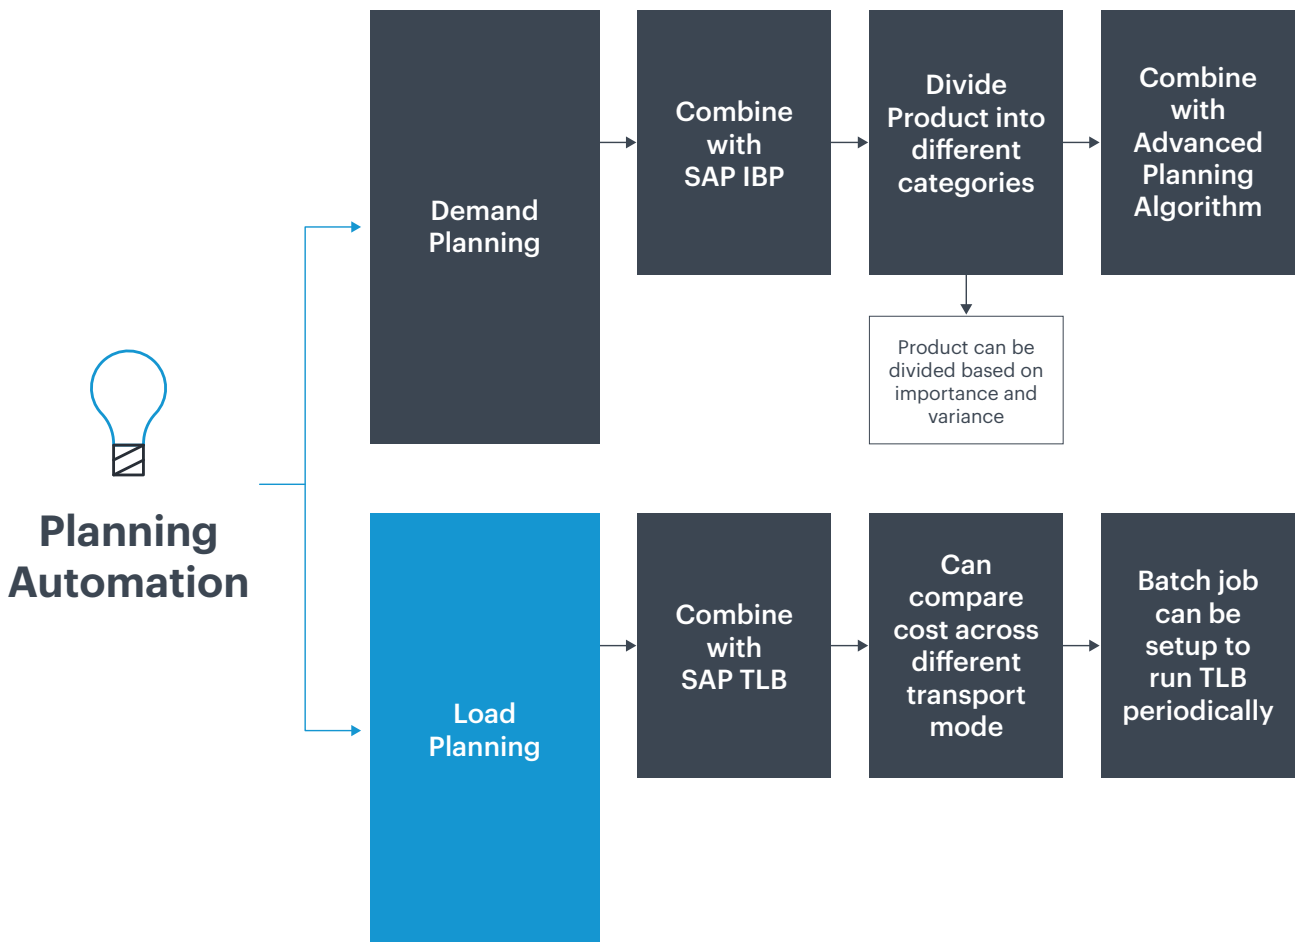 Planning
Automation
Demand
Planning
Combine
with
SAP IBP
Divide
Product into
different
categories
Combine
with
Advanced
Planning
Algorithm
Product can be
divided based on
importance and
variance
Load
Planning
Combine
with
SAP TLB
Can
compare
cost across
different
transport
mode
Batch job
can be
setup to
run TLB
periodically